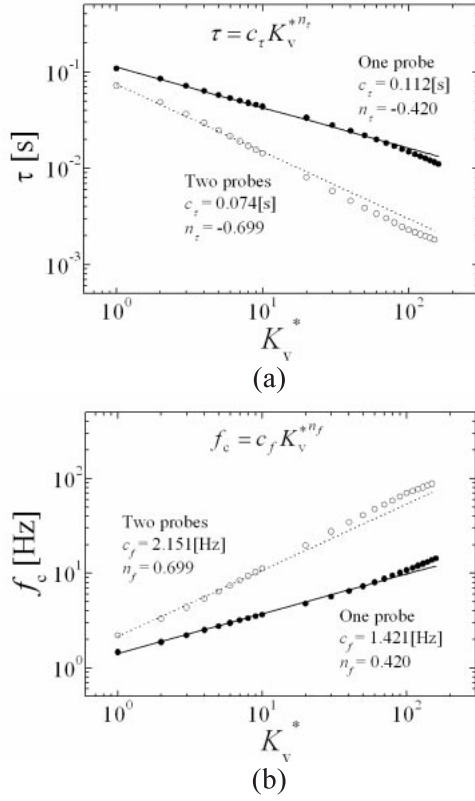 τ = c_τ K_v^{*n_τ}
One probe
c_τ = 0.112[s]
n_τ = -0.420
Two probes
c_τ = 0.074[s]
n_τ = -0.699
10^{-1}
10^{-2}
10^{-3}
τ [s]
10^0 10^1 10^2
K_v^*
(a)
f_c = c_f K_v^{*n_f}
Two probes
c_f = 2.151[Hz]
n_f = 0.699
One probe
c_f = 1.421[Hz]
n_f = 0.420
10^2
10^1
10^0
f_c [Hz]
10^0 10^1 10^2
K_v^*
(b)